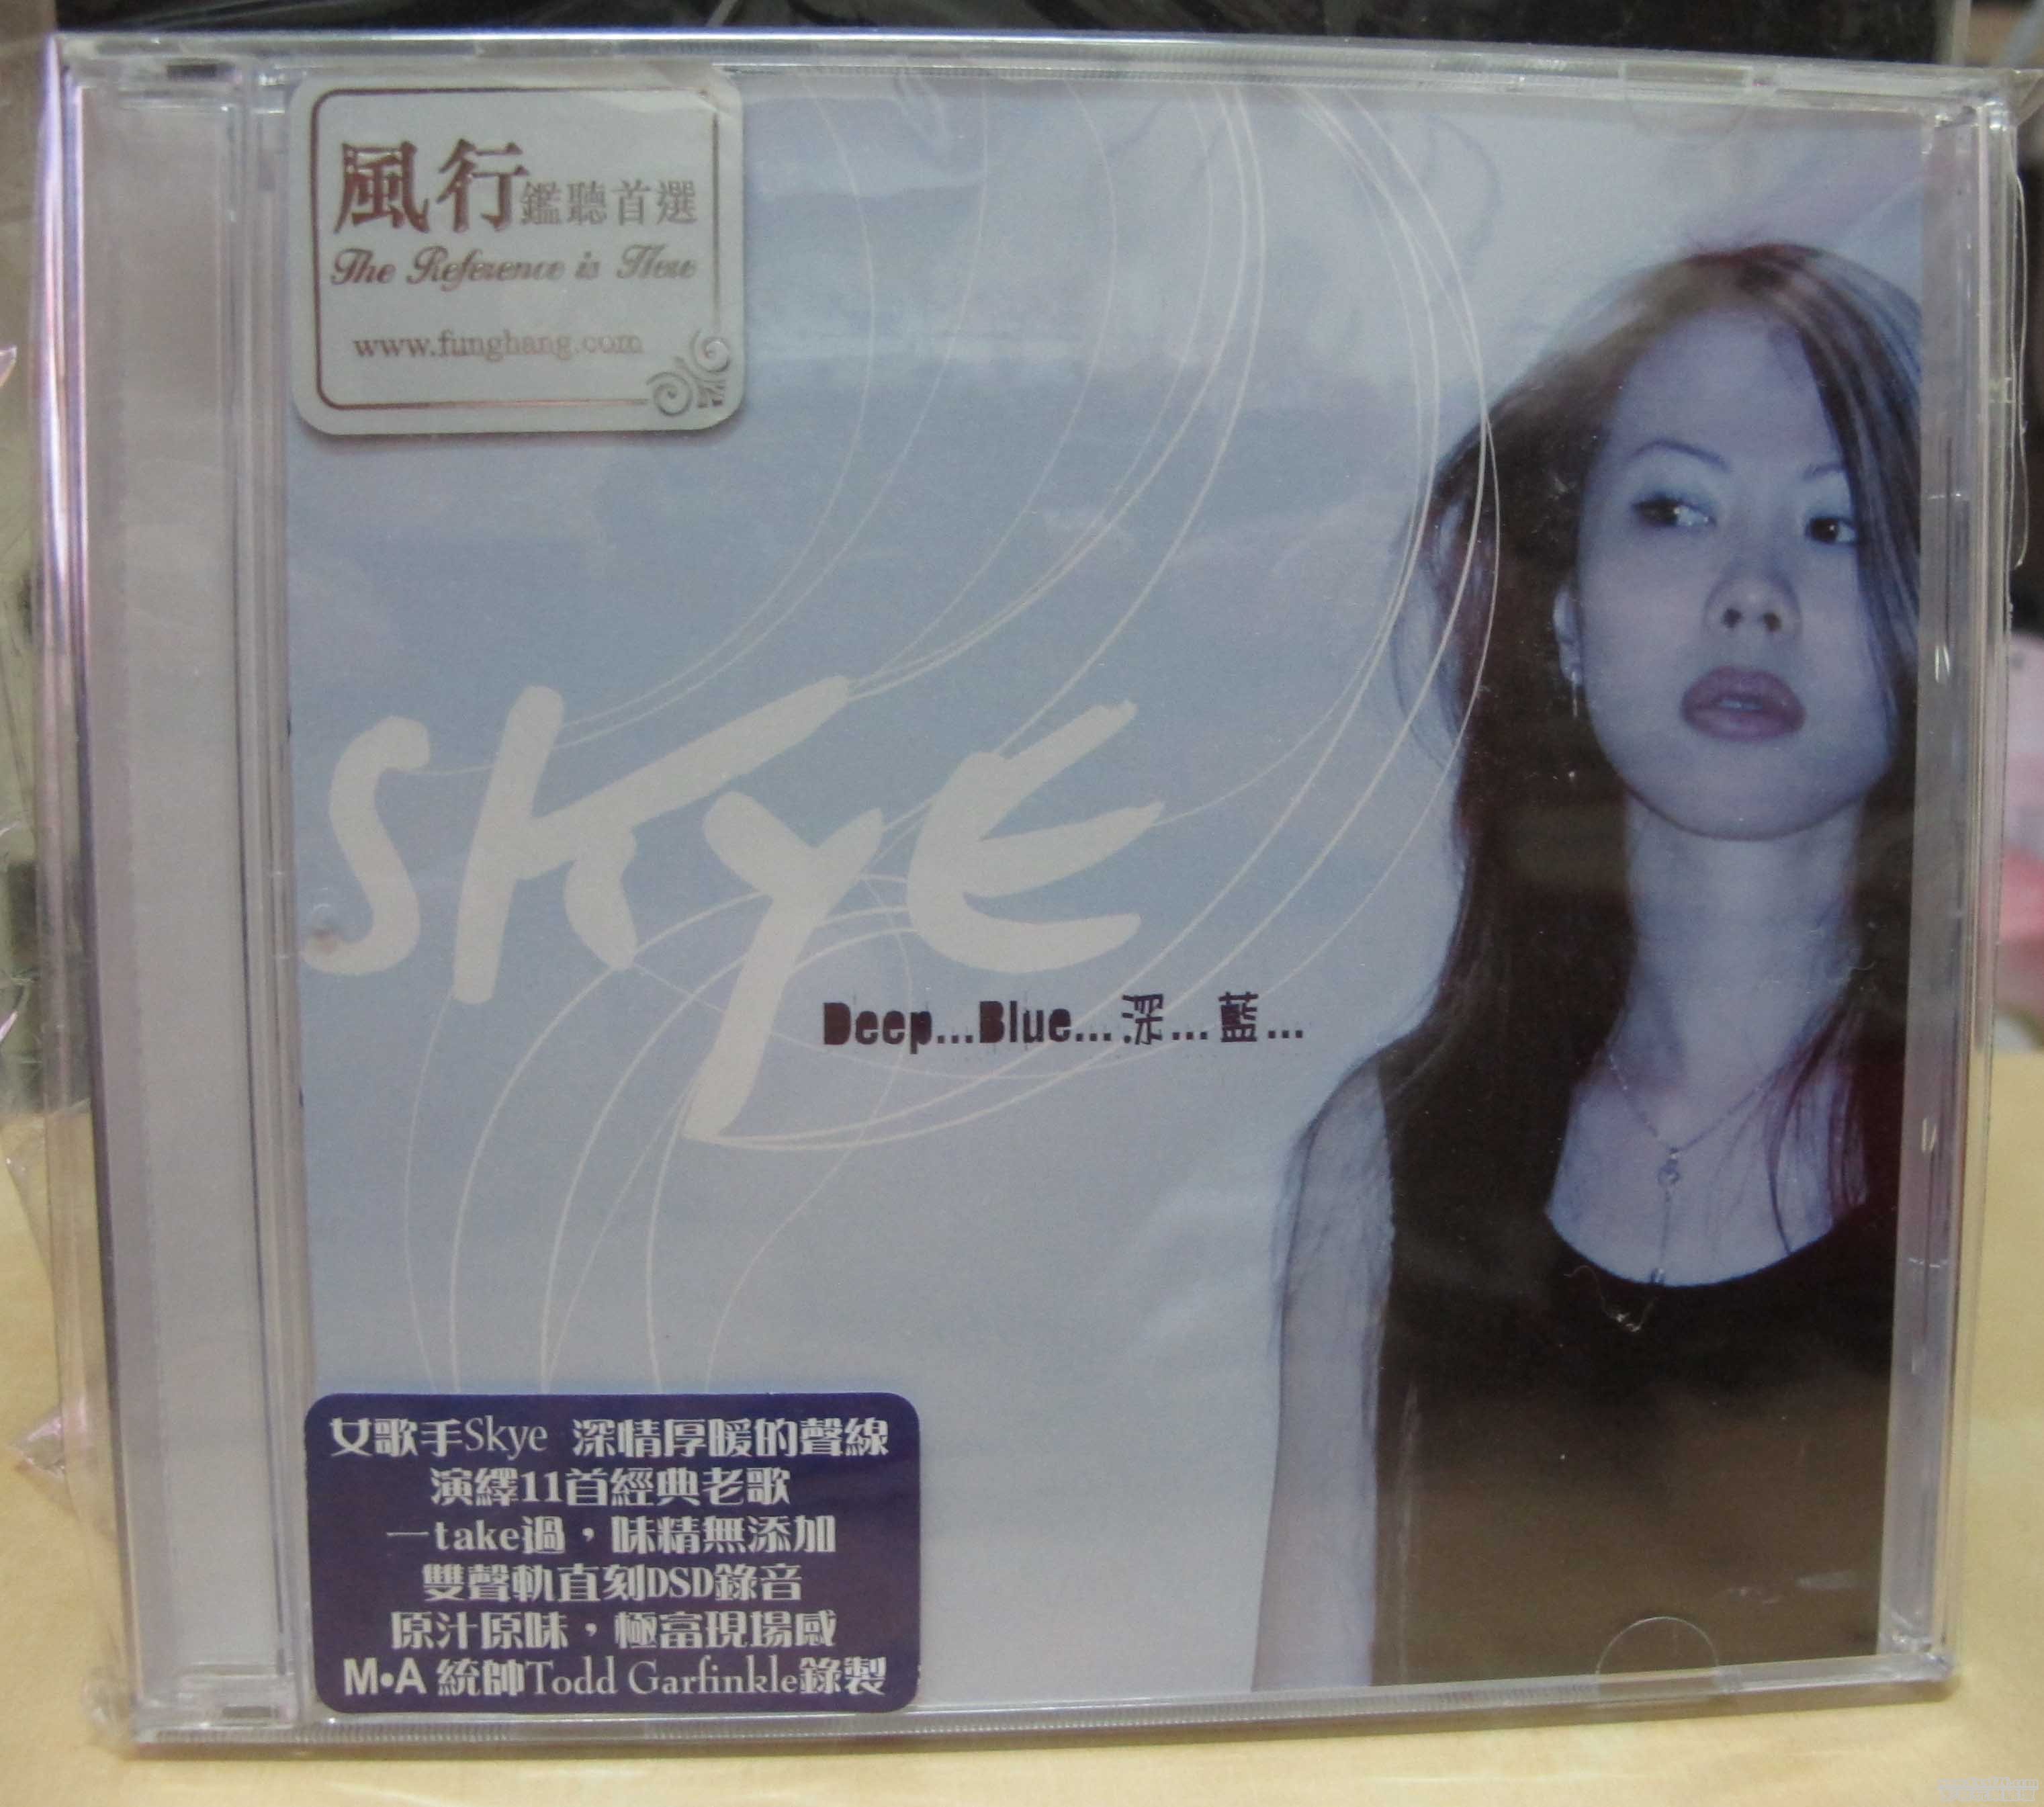 風行鑑聽首選
The Reference is Here
www.funghang.com
SKYE
Deep...Blue...深...藍...
女歌手Skye 深情厚暖的聲線
演繹11首經典老歌
一take過，味精無添加
雙聲軌直刻DSD錄音
原汁原味，極富現場感
M•A 統帥Todd Garfinkle錄製